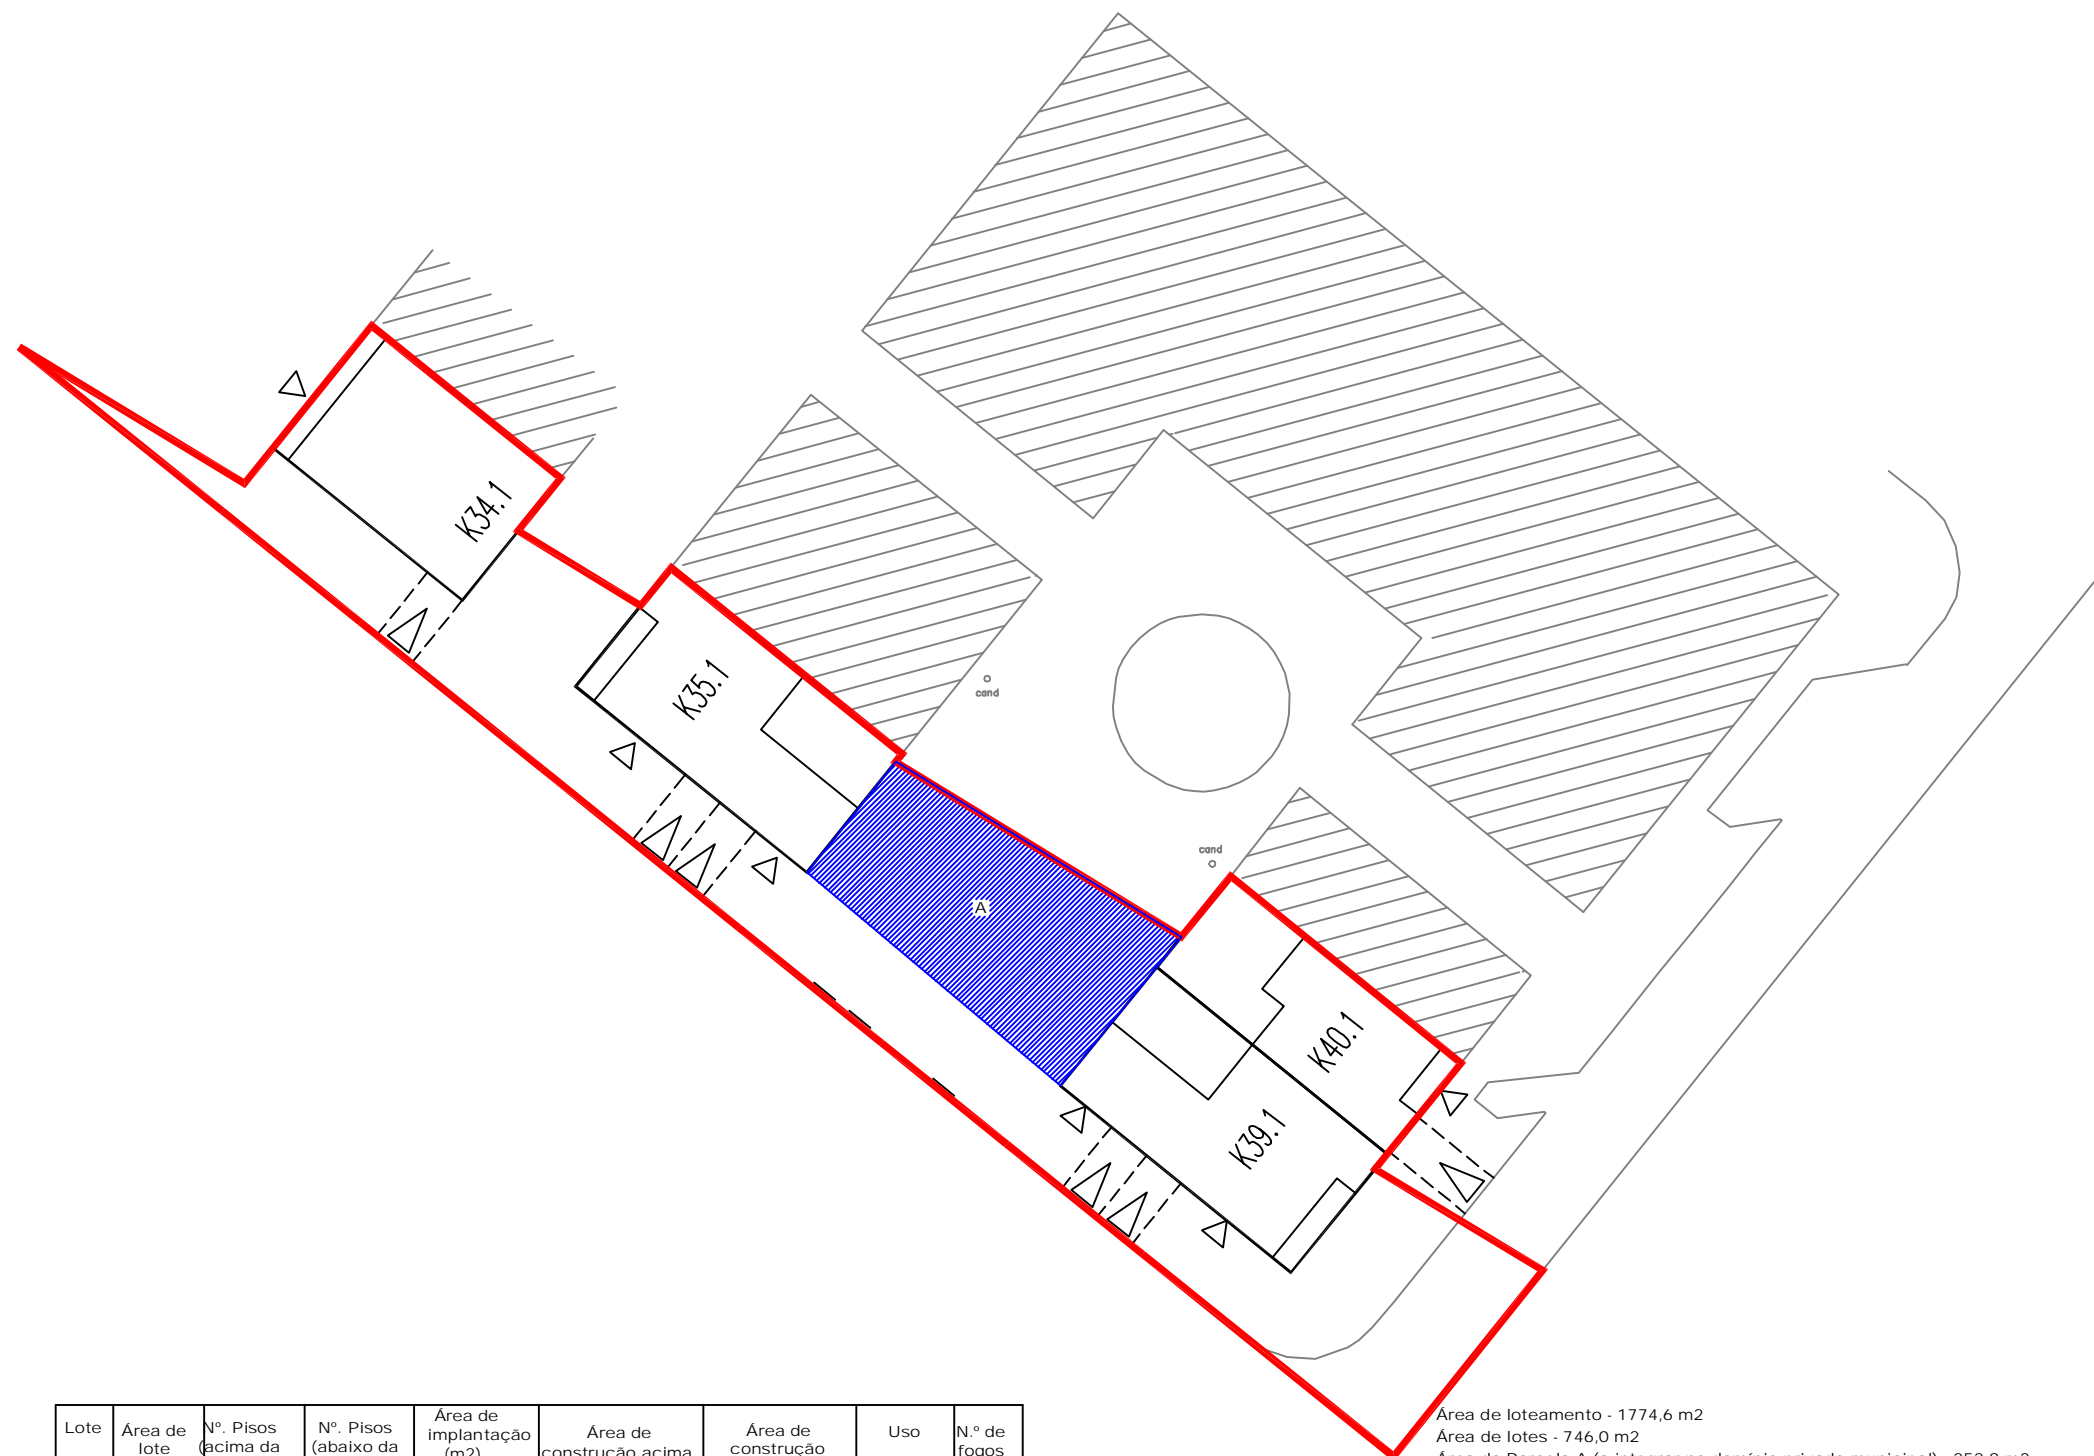 K34.1
K35.1
cand
cand
A
K40.1
K39.1
Lote
Área de
lote
Nº. Pisos
(acima da
Nº. Pisos
(abaixo da
Área de
implantação
(m2)
Área de
construção acima
Área de
construção
Uso
N.º de
fogos
Área de loteamento - 1774,6 m2
Área de lotes - 746,0 m2